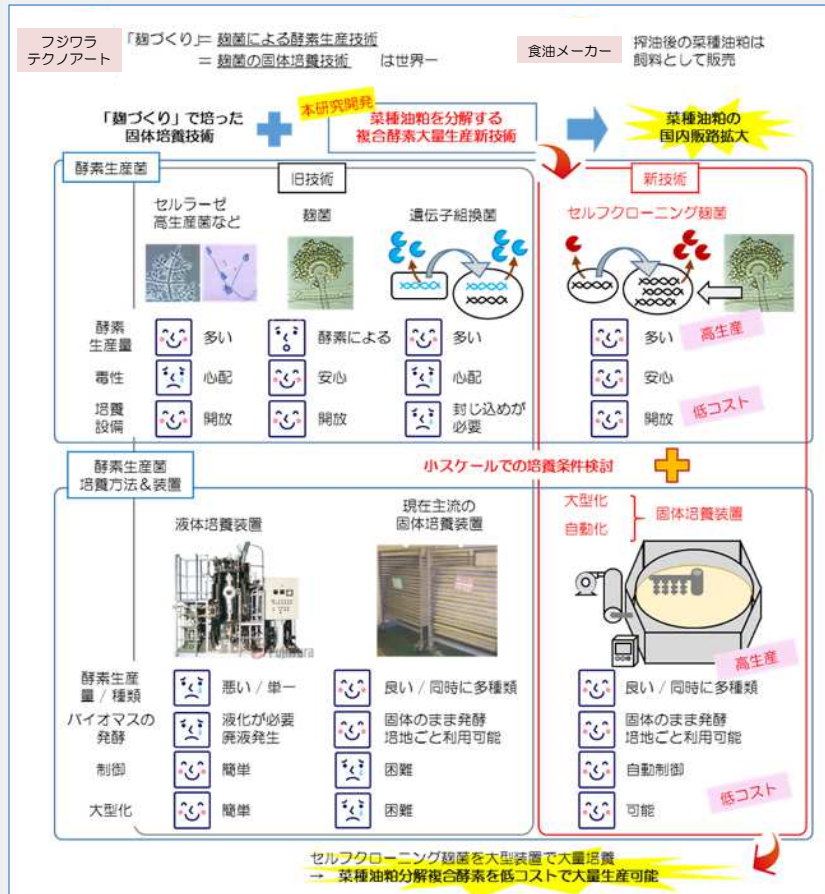 フジワラ
テクノアート
「麹づくり」＝ 麹菌による酵素生産技術
＝ 麹菌の固体培養技術 は世界一
食油メーカー
搾油後の菜種油粕は
飼料として販売
「麹づくり」で培った
固体培養技術
本研究開発
菜種油粕を分解する
複合酵素大量生産新技術
菜種油粕の
国内販路拡大
酵素生産菌
旧技術
新技術
セルラーゼ
高生産菌など
麹菌
遺伝子組換菌
セルフクローニング麹菌
酵素
生産量
多い
酵素による
多い
多い
高生産
毒性
心配
安心
心配
安心
培養
設備
開放
開放
封じ込めが
必要
開放
低コスト
酵素生産菌
培養方法＆装置
小スケールでの培養条件検討
液体培養装置
現在主流の
固体培養装置
大型化
自動化
固体培養装置
高生産
酵素生産
量 / 種類
悪い / 単一
良い / 同時に多種類
良い / 同時に多種類
バイオマスの
発酵
液化が必要
廃液発生
固体のまま発酵
培地ごと利用可能
固体のまま発酵
培地ごと利用可能
制御
簡単
困難
自動制御
大型化
簡単
困難
可能
低コスト
セルフクローニング麹菌を大型装置で大量培養
→ 菜種油粕分解複合酵素を低コストで大量生産可能